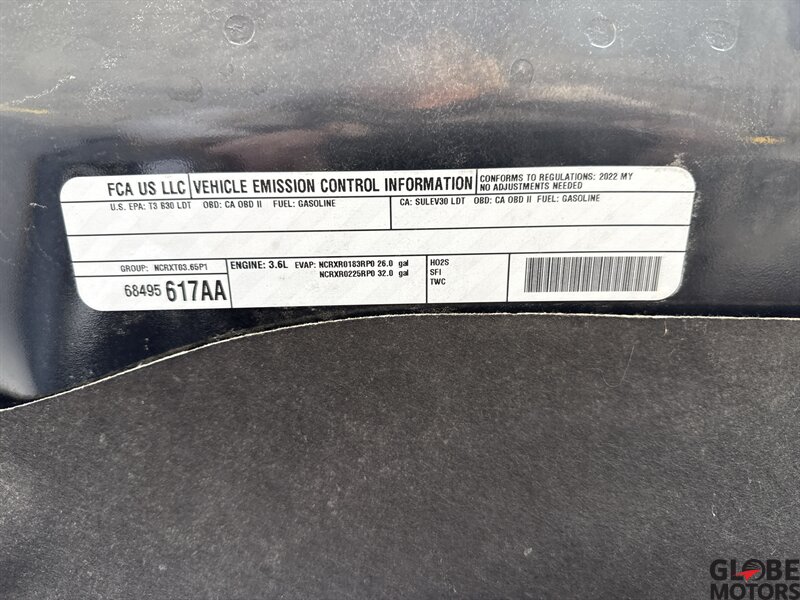 FCA US LLC VEHICLE EMISSION CONTROL INFORMATION
CONFORMS TO REGULATIONS: 2022 MY
NO ADJUSTMENTS NEEDED
U.S. EPA: T3 B30 LDT OBD: CA OBD II FUEL: GASOLINE
CA: SULEV30 LDT OBD: CA OBD II FUEL: GASOLINE
GROUP: NCRXT03.65P1
68495 617AA
ENGINE: 3.6L EVAP: NCRXR0183RP0 26.0 gal
NCRXR0225RP0 32.0 gal
HO2S
SFI
TWC
GLOBE
MOTORS